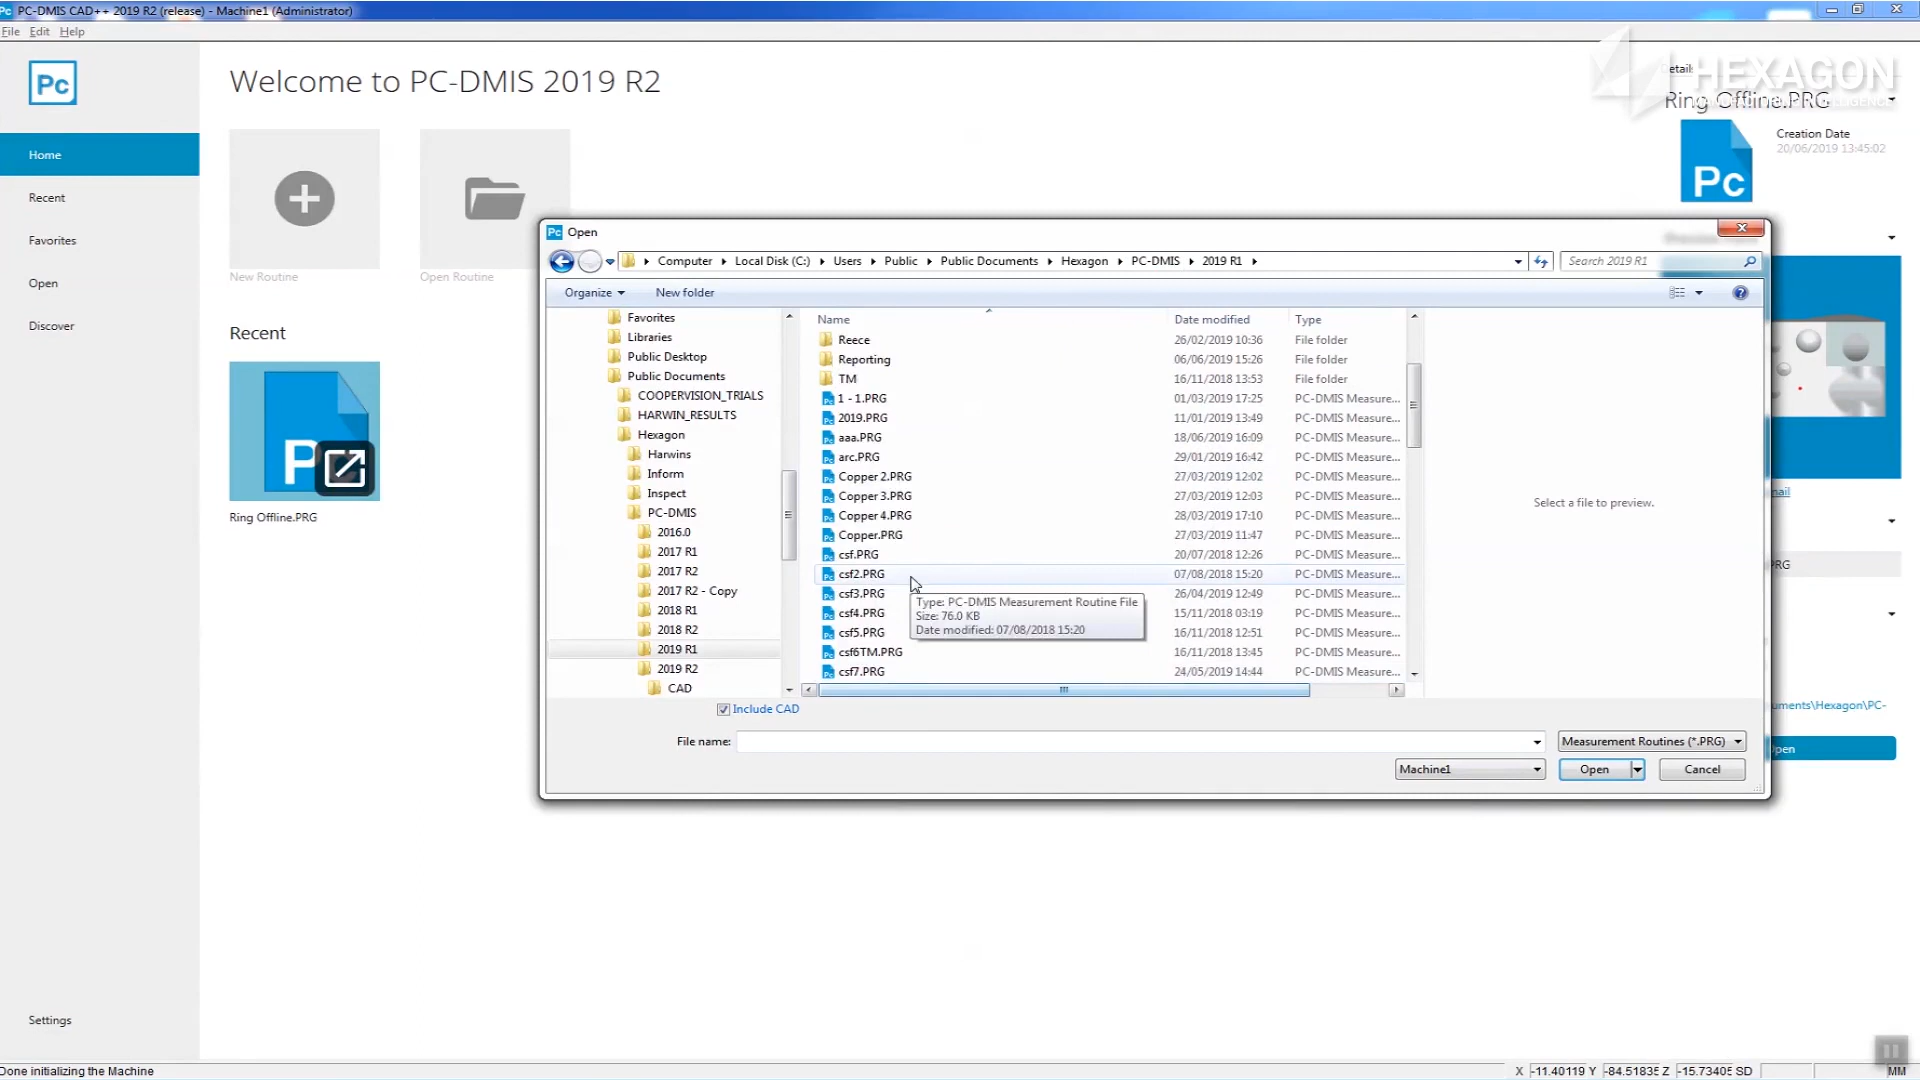 PC-DMIS CAD++ 2019 R2 (release) - Machine1 (Administrator)
File Edit Help
Pc
Home
Recent
Favorites
Open
Discover
Settings
Welcome to PC-DMIS 2019 R2
New Routine
Open Routine
Recent
Ring Offline.PRG
HEXAGON
Ring Offline.PRG
Pc
Creation Date
20/06/2019 13:45:02
Open
Computer Local Disk (C:) Users Public Public Documents Hexagon PC-DMIS 2019 R1
Search 2019 R1
Organize New folder
Favorites
Libraries
Public Desktop
Public Documents
COOPERVISION_TRIALS
HARWIN_RESULTS
Hexagon
Harwins
Inform
Inspect
PC-DMIS
2016.0
2017 R1
2017 R2
2017 R2 - Copy
2018 R1
2018 R2
2019 R1
2019 R2
CAD
Name Date modified Type
Reece 26/02/2019 10:36 File folder
Reporting 06/06/2019 15:26 File folder
TM 16/11/2018 13:53 File folder
1 - 1.PRG 01/03/2019 17:25 PC-DMIS Measure...
2019.PRG 11/01/2019 13:49 PC-DMIS Measure...
aaa.PRG 18/06/2019 16:09 PC-DMIS Measure...
arc.PRG 29/01/2019 16:42 PC-DMIS Measure...
Copper 2.PRG 27/03/2019 12:02 PC-DMIS Measure...
Copper 3.PRG 27/03/2019 12:03 PC-DMIS Measure...
Copper 4.PRG 28/03/2019 17:10 PC-DMIS Measure...
Copper.PRG 27/03/2019 11:47 PC-DMIS Measure...
csf.PRG 20/07/2018 12:26 PC-DMIS Measure...
csf2.PRG 07/08/2018 15:20 PC-DMIS Measure...
csf3.PRG 26/04/2019 12:49 PC-DMIS Measure...
csf4.PRG 15/11/2018 03:19 PC-DMIS Measure...
csf5.PRG 16/11/2018 12:51 PC-DMIS Measure...
csf6TM.PRG 16/11/2018 13:45 PC-DMIS Measure...
csf7.PRG 24/05/2019 14:44 PC-DMIS Measure...
Type: PC-DMIS Measurement Routine File
Size: 76.0 KB
Date modified: 07/08/2018 15:20
Select a file to preview.
Include CAD
File name:
Measurement Routines (*.PRG)
Machine1
Open
Cancel
mail
PRG
uments\Hexagon\PC-
Open
Done initializing the Machine
X -11.40119 Y -84.51835 Z -15.73405 SD
MM